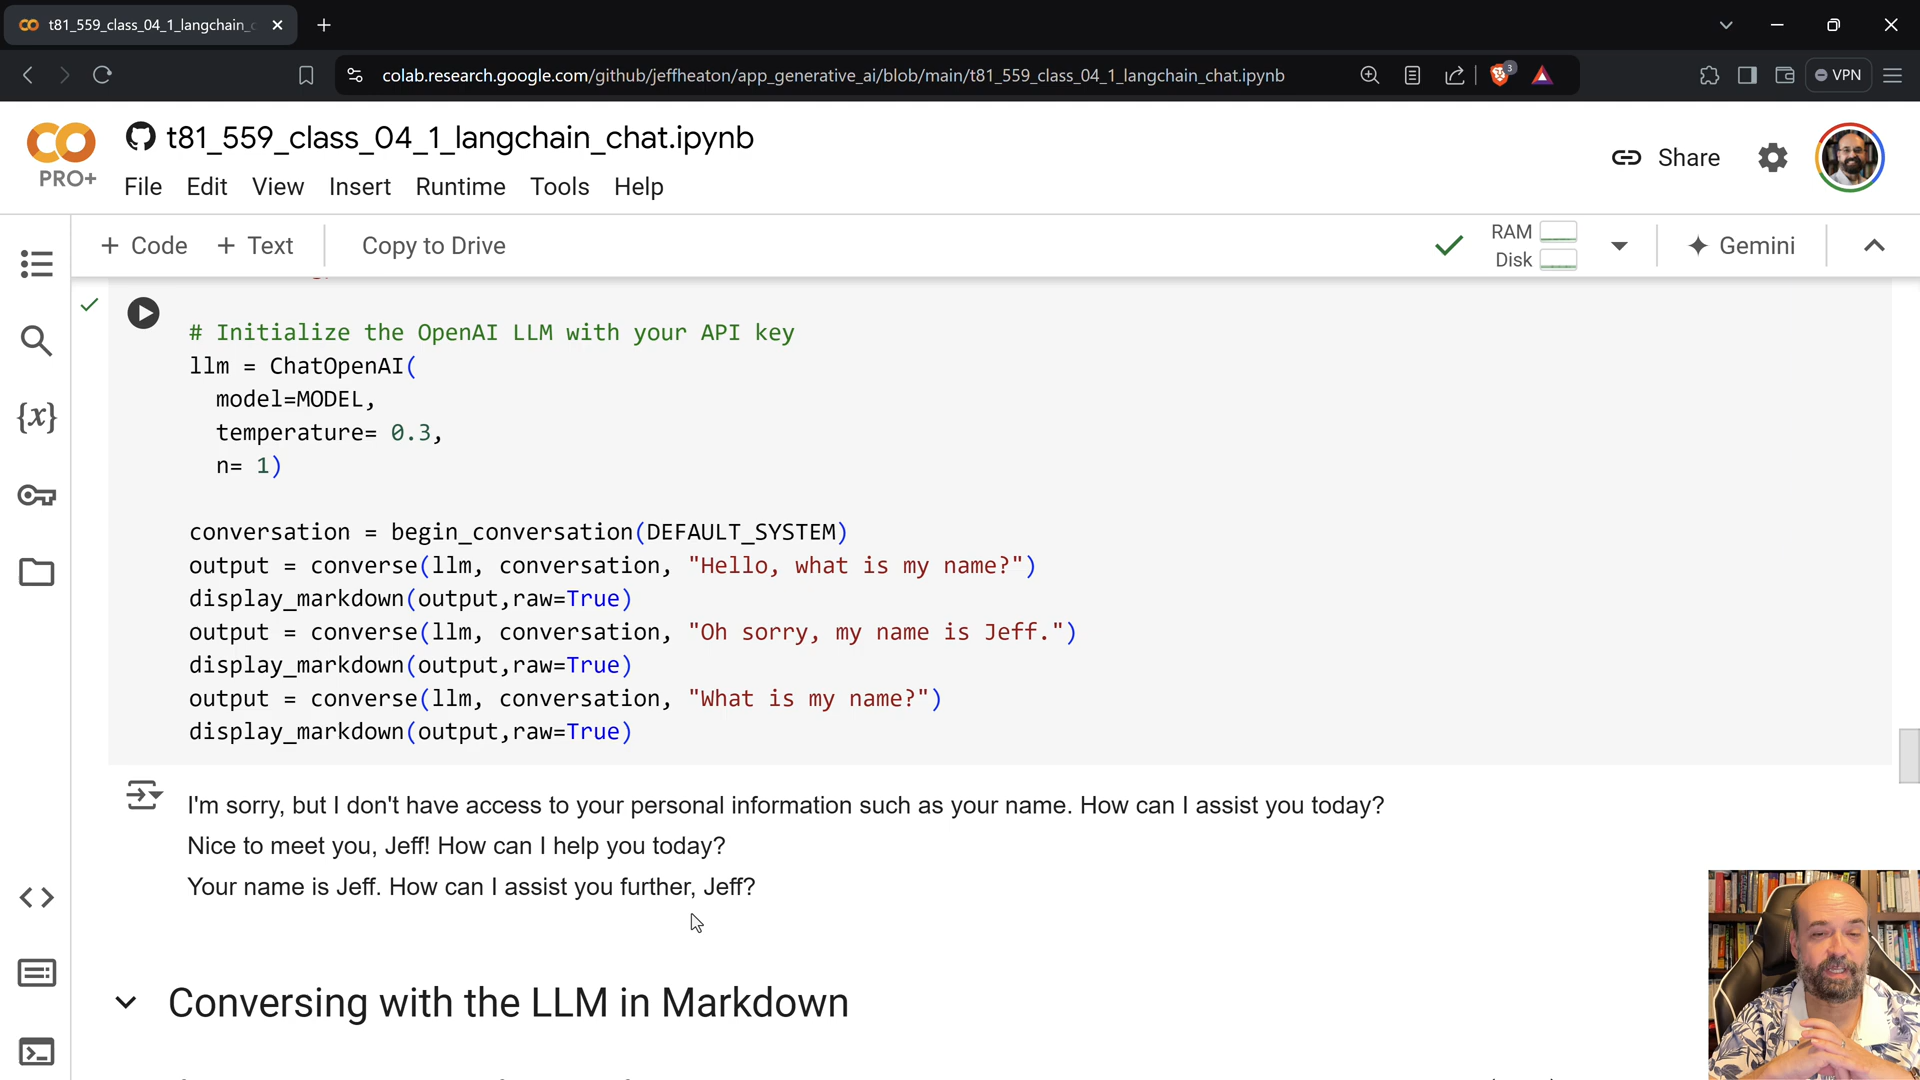 t81_559_class_04_1_langchain_c
colab.research.google.com/github/jeffheaton/app_generative_ai/blob/main/t81_559_class_04_1_langchain_chat.ipynb
3
VPN
PRO+
t81_559_class_04_1_langchain_chat.ipynb
Share
File Edit View Insert Runtime Tools Help
+ Code + Text Copy to Drive
RAM
Disk
Gemini
# Initialize the OpenAI LLM with your API key
llm = ChatOpenAI(
model=MODEL,
temperature= 0.3,
n= 1)
conversation = begin_conversation(DEFAULT_SYSTEM)
output = converse(llm, conversation, "Hello, what is my name?")
display_markdown(output,raw=True)
output = converse(llm, conversation, "Oh sorry, my name is Jeff.")
display_markdown(output,raw=True)
output = converse(llm, conversation, "What is my name?")
display_markdown(output,raw=True)
I'm sorry, but I don't have access to your personal information such as your name. How can I assist you today?
Nice to meet you, Jeff! How can I help you today?
Your name is Jeff. How can I assist you further, Jeff?
Conversing with the LLM in Markdown